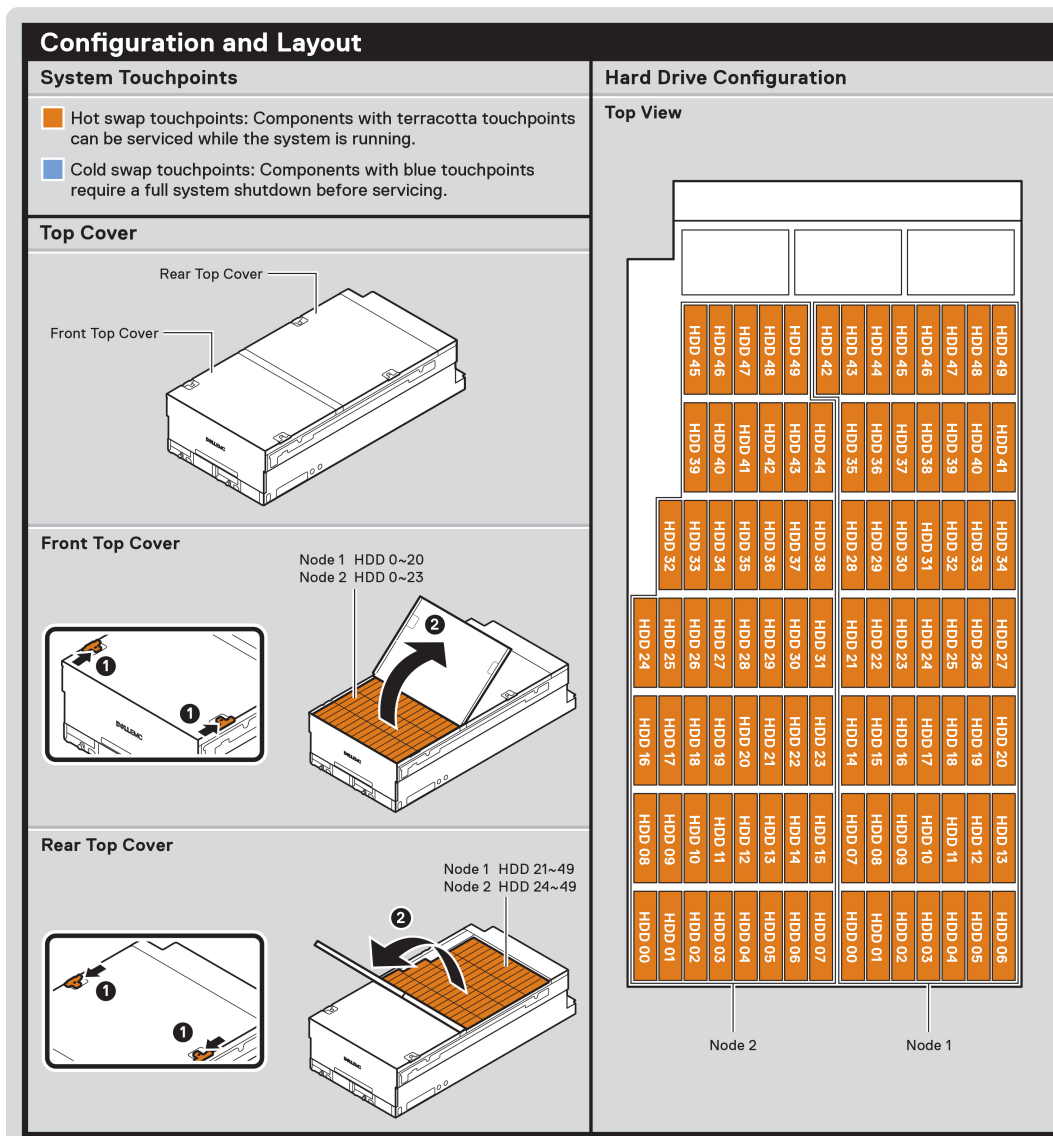 Configuration and Layout
System Touchpoints
Hot swap touchpoints: Components with terracotta touchpoints
can be serviced while the system is running.
Cold swap touchpoints: Components with blue touchpoints
require a full system shutdown before servicing.
Top Cover
Rear Top Cover
Front Top Cover
DELLEMC
Front Top Cover
Node 1 HDD 0~20
Node 2 HDD 0~23
1
1
2
DELLEMC
DELLEMC
Rear Top Cover
Node 1 HDD 21~49
Node 2 HDD 24~49
1
1
2
DELLEMC
Hard Drive Configuration
Top View
HDD 45 HDD 46 HDD 47 HDD 48 HDD 49 HDD 42 HDD 43 HDD 44 HDD 45 HDD 46 HDD 47 HDD 48 HDD 49
HDD 39 HDD 40 HDD 41 HDD 42 HDD 43 HDD 44 HDD 35 HDD 36 HDD 37 HDD 38 HDD 39 HDD 40 HDD 41
HDD 32 HDD 33 HDD 34 HDD 35 HDD 36 HDD 37 HDD 38 HDD 28 HDD 29 HDD 30 HDD 31 HDD 32 HDD 33 HDD 34
HDD 24 HDD 25 HDD 26 HDD 27 HDD 28 HDD 29 HDD 30 HDD 31 HDD 21 HDD 22 HDD 23 HDD 24 HDD 25 HDD 26 HDD 27
HDD 16 HDD 17 HDD 18 HDD 19 HDD 20 HDD 21 HDD 22 HDD 23 HDD 14 HDD 15 HDD 16 HDD 17 HDD 18 HDD 19 HDD 20
HDD 08 HDD 09 HDD 10 HDD 11 HDD 12 HDD 13 HDD 14 HDD 15 HDD 07 HDD 08 HDD 09 HDD 10 HDD 11 HDD 12 HDD 13
HDD 00 HDD 01 HDD 02 HDD 03 HDD 04 HDD 05 HDD 06 HDD 07 HDD 00 HDD 01 HDD 02 HDD 03 HDD 04 HDD 05 HDD 06
Node 2 Node 1